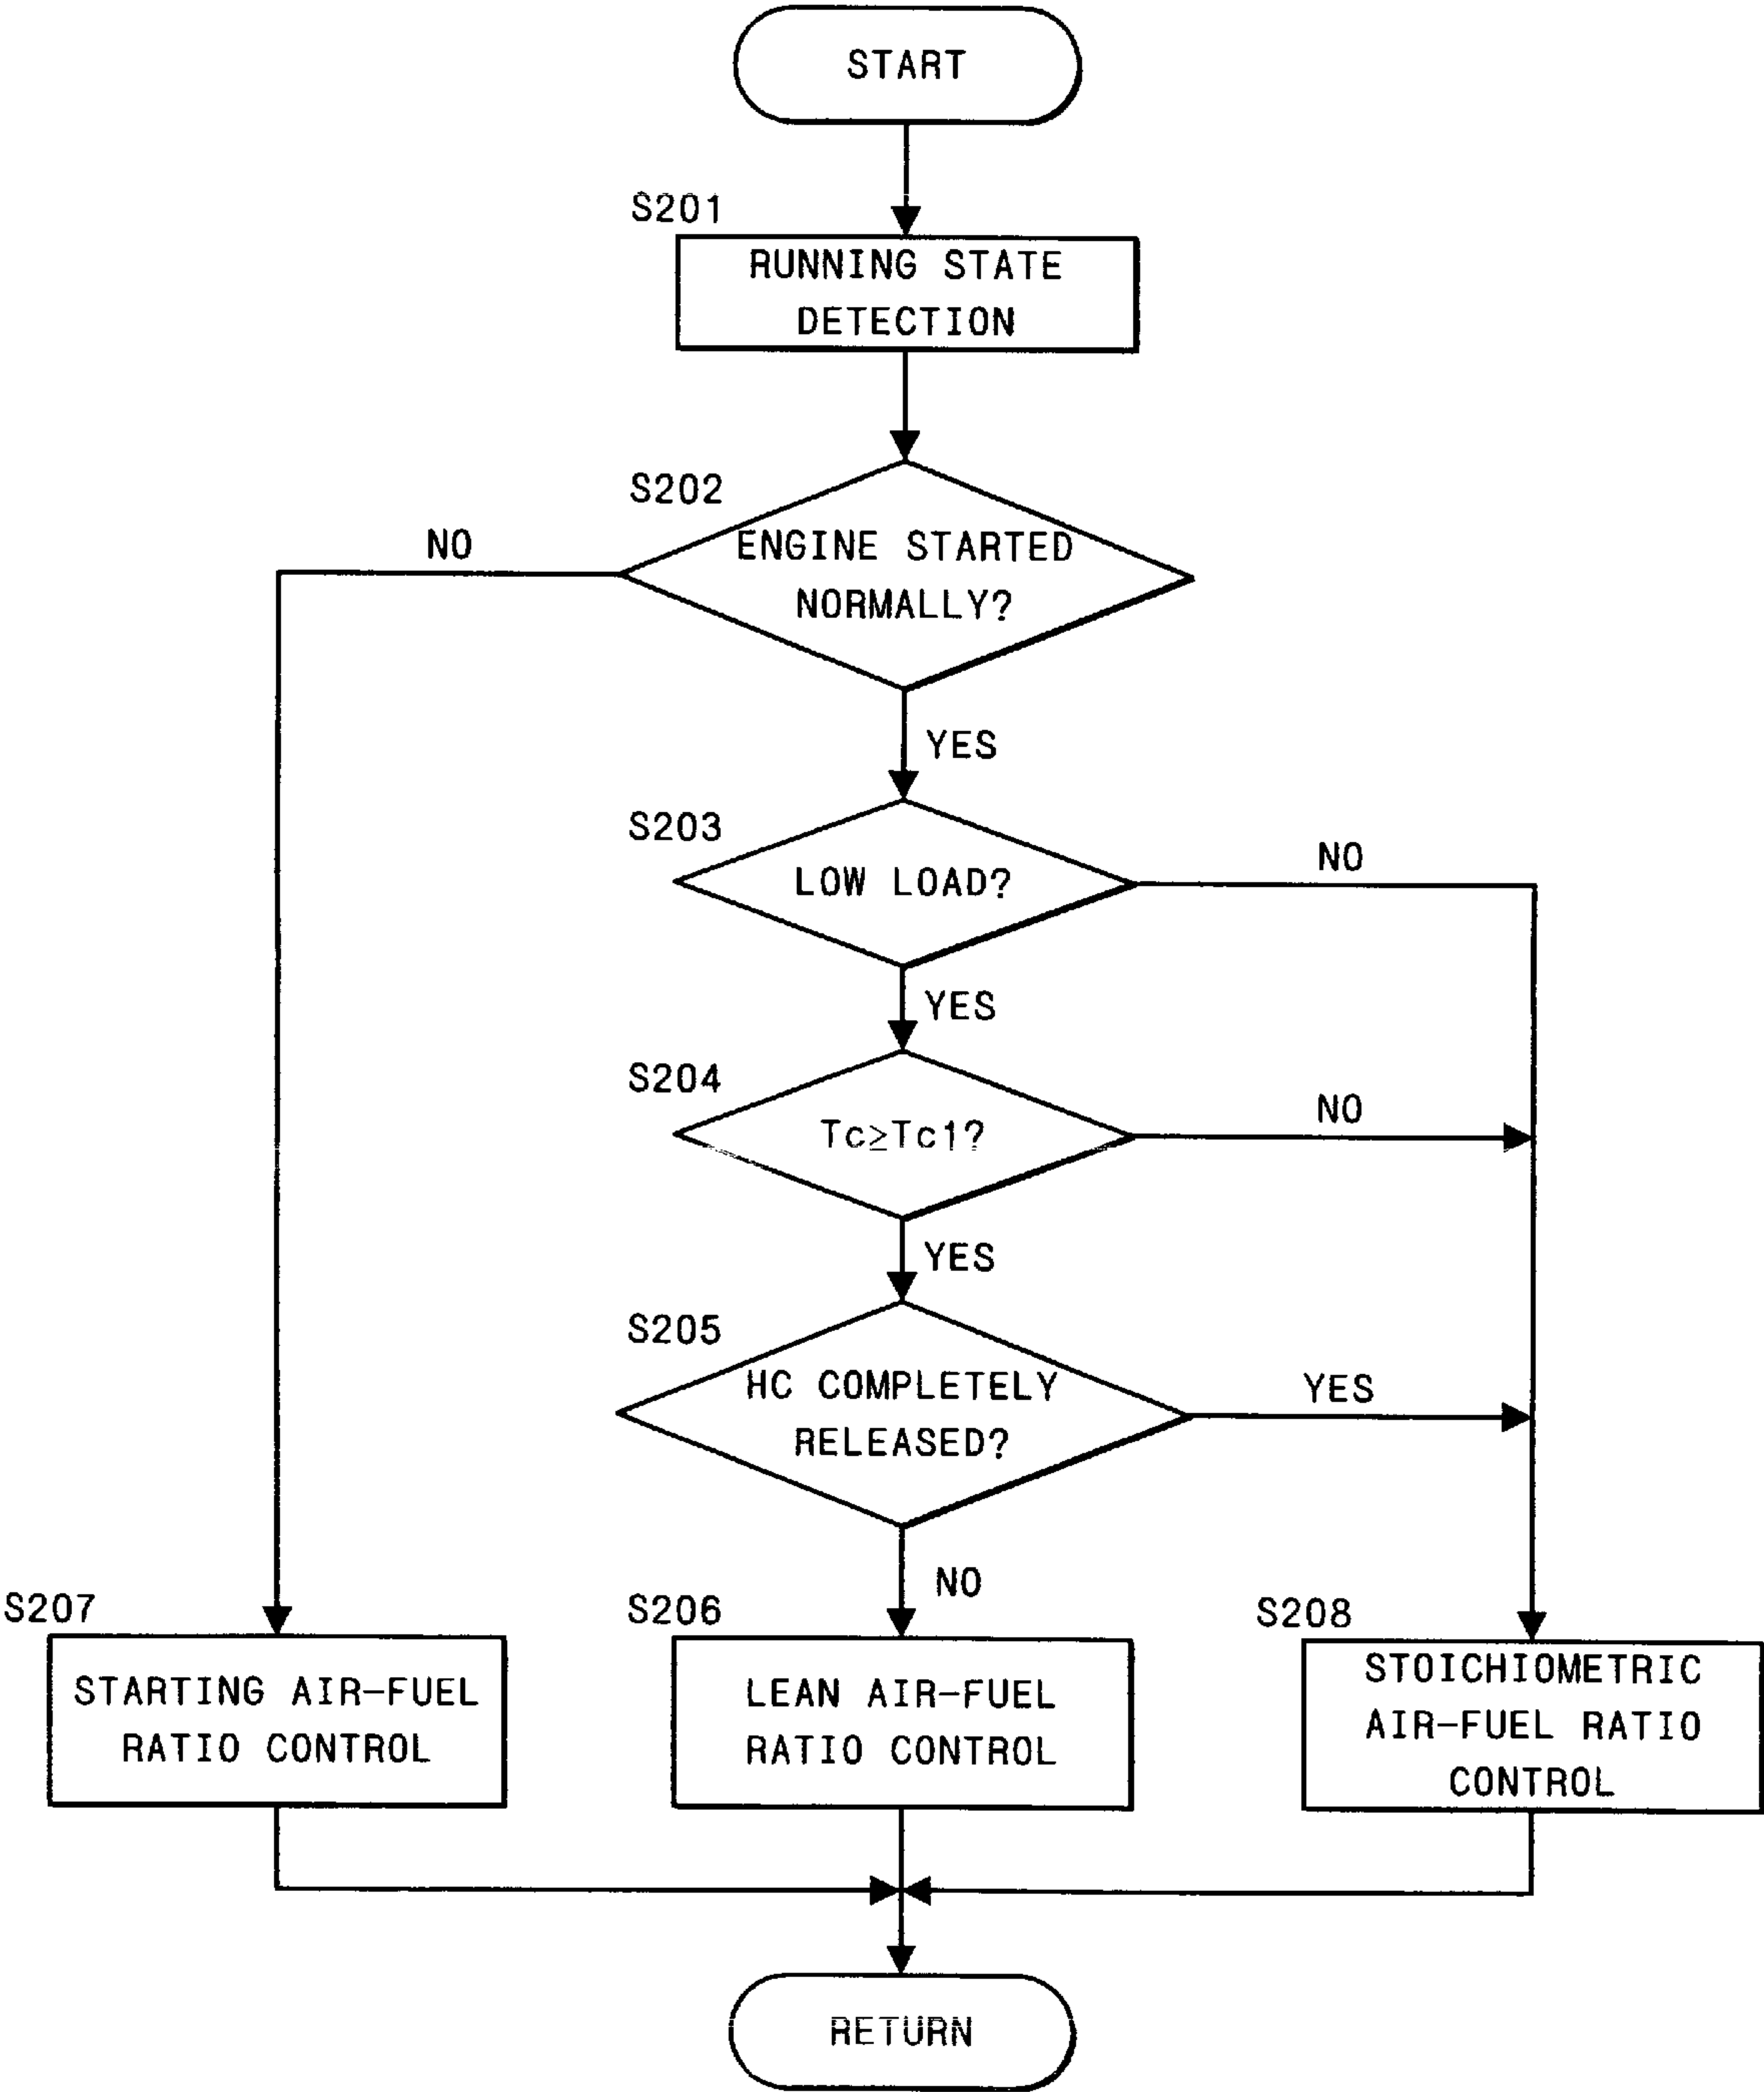 START
S201
RUNNING STATE
DETECTION
S202
NO
ENGINE STARTED
NORMALLY?
YES
S203
NO
LOW LOAD?
YES
S204
NO
Tc≥Tc1?
YES
S205
HC COMPLETELY
RELEASED?
YES
NO
S207
STARTING AIR-FUEL
RATIO CONTROL
S206
LEAN AIR-FUEL
RATIO CONTROL
S208
STOICHIOMETRIC
AIR-FUEL RATIO
CONTROL
RETURN